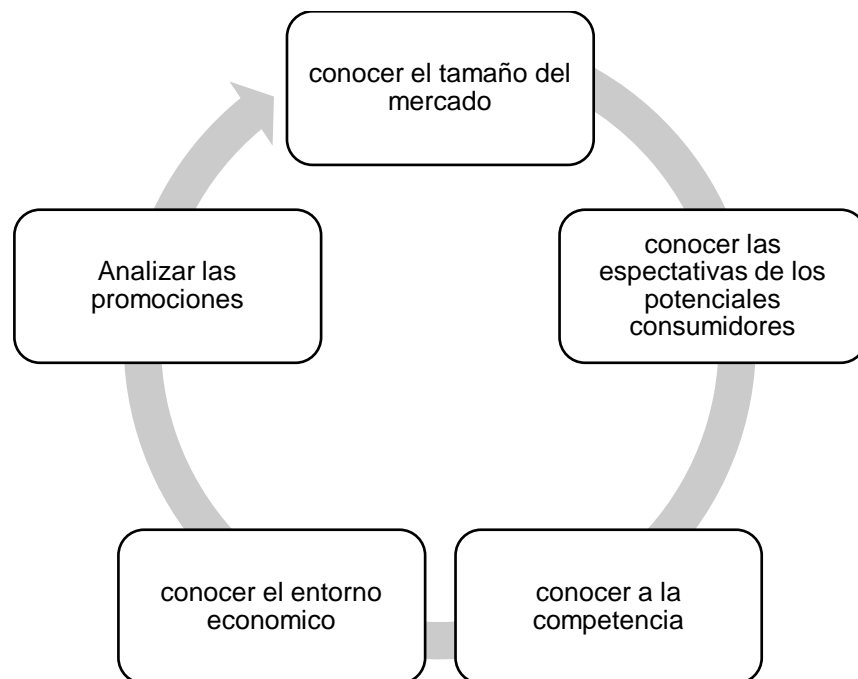 conocer el tamaño del
mercado
conocer las
espectativas de los
potenciales
consumidores
conocer a la
competencia
conocer el entorno
economico
Analizar las
promociones